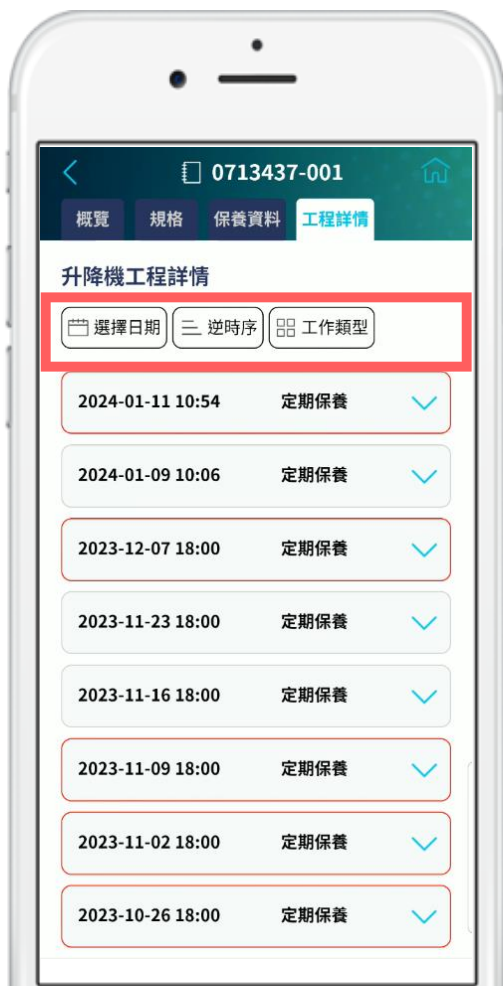 0713437-001
概覽 規格 保養資料 工程詳情
升降機工程詳情
選擇日期 逆時序 工作類型
2024-01-11 10:54 定期保養
2024-01-09 10:06 定期保養
2023-12-07 18:00 定期保養
2023-11-23 18:00 定期保養
2023-11-16 18:00 定期保養
2023-11-09 18:00 定期保養
2023-11-02 18:00 定期保養
2023-10-26 18:00 定期保養